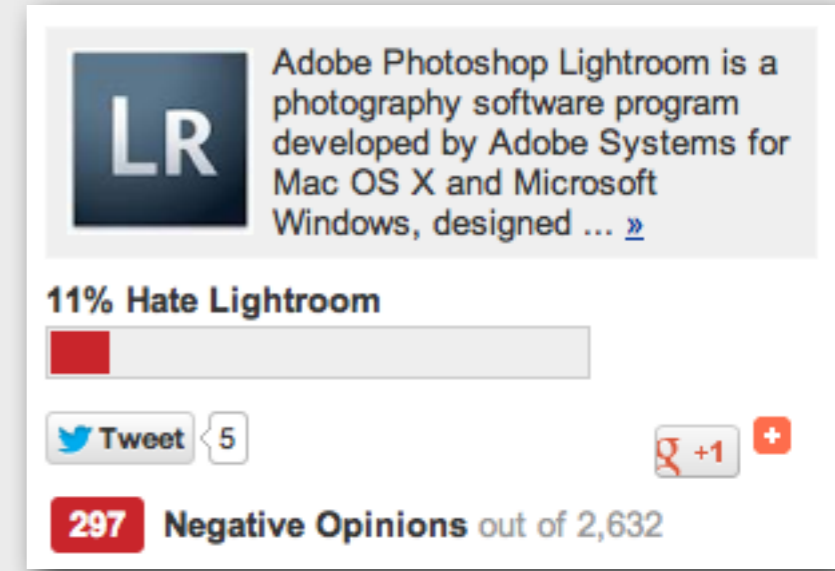 LR
Adobe Photoshop Lightroom is a
photography software program
developed by Adobe Systems for
Mac OS X and Microsoft
Windows, designed ... »
11% Hate Lightroom
Tweet 5
g +1 +
297 Negative Opinions out of 2,632